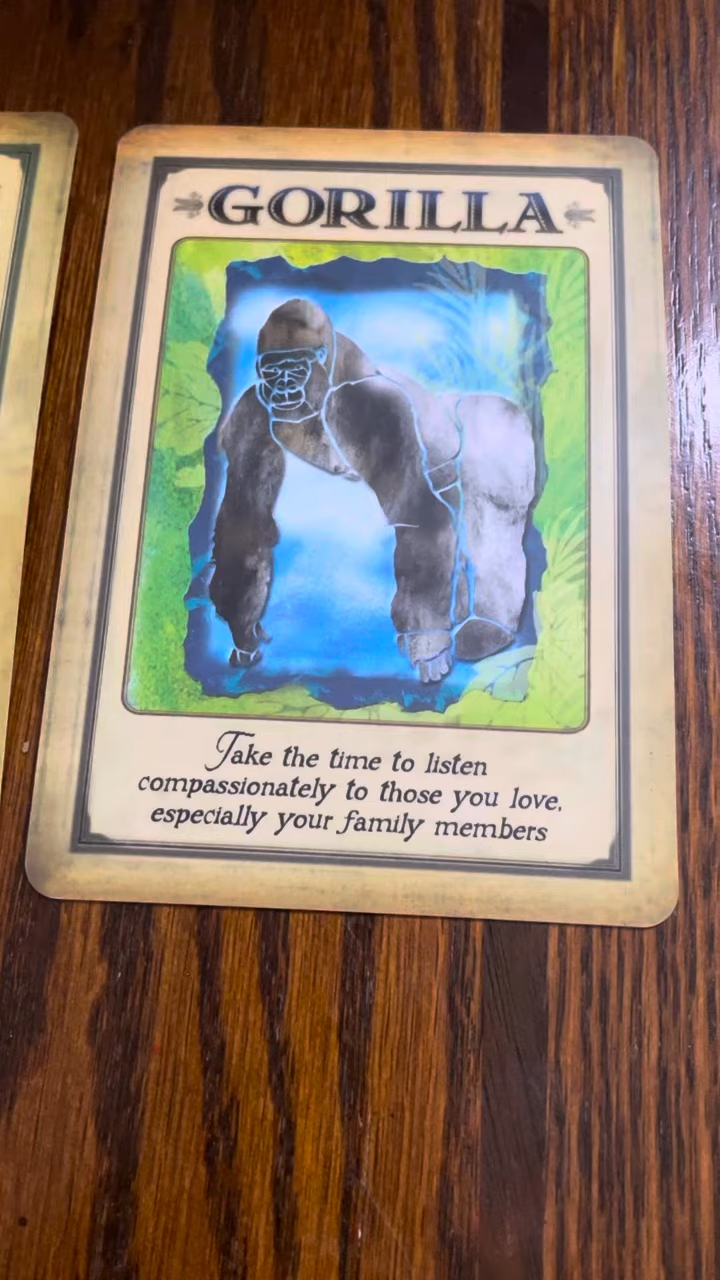 GORILLA
Take the time to listen
compassionately to those you love,
especially your family members